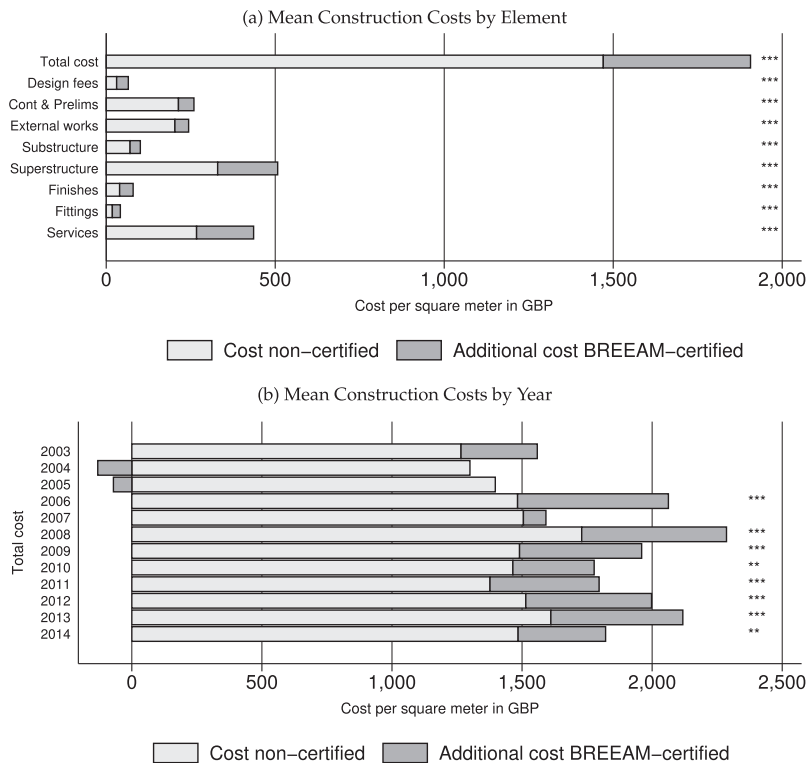 (a) Mean Construction Costs by Element
Total cost ***
Design fees ***
Cont & Prelims ***
External works ***
Substructure ***
Superstructure ***
Finishes ***
Fittings ***
Services ***
0 500 1,000 1,500 2,000
Cost per square meter in GBP
Cost non−certified Additional cost BREEAM−certified
(b) Mean Construction Costs by Year
Total cost
2003
2004
2005
2006 ***
2007
2008 ***
2009 ***
2010 **
2011 ***
2012 ***
2013 ***
2014 **
0 500 1,000 1,500 2,000 2,500
Cost per square meter in GBP
Cost non−certified Additional cost BREEAM−certified